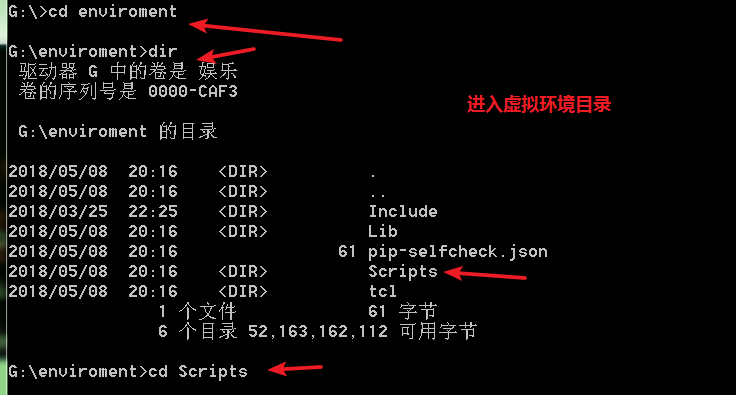 G:\>cd enviroment
G:\enviroment>dir
驱动器 G 中的卷是 娱乐
卷的序列号是 0000-CAF3
进入虚拟环境目录
G:\enviroment 的目录
2018/05/08  20:16    <DIR>          .
2018/05/08  20:16    <DIR>          ..
2018/03/25  22:25    <DIR>          Include
2018/05/08  20:16    <DIR>          Lib
2018/05/08  20:16                61 pip-selfcheck.json
2018/05/08  20:16    <DIR>          Scripts
2018/05/08  20:16    <DIR>          tcl
1 个文件             61 字节
6 个目录 52,163,162,112 可用字节
G:\enviroment>cd Scripts